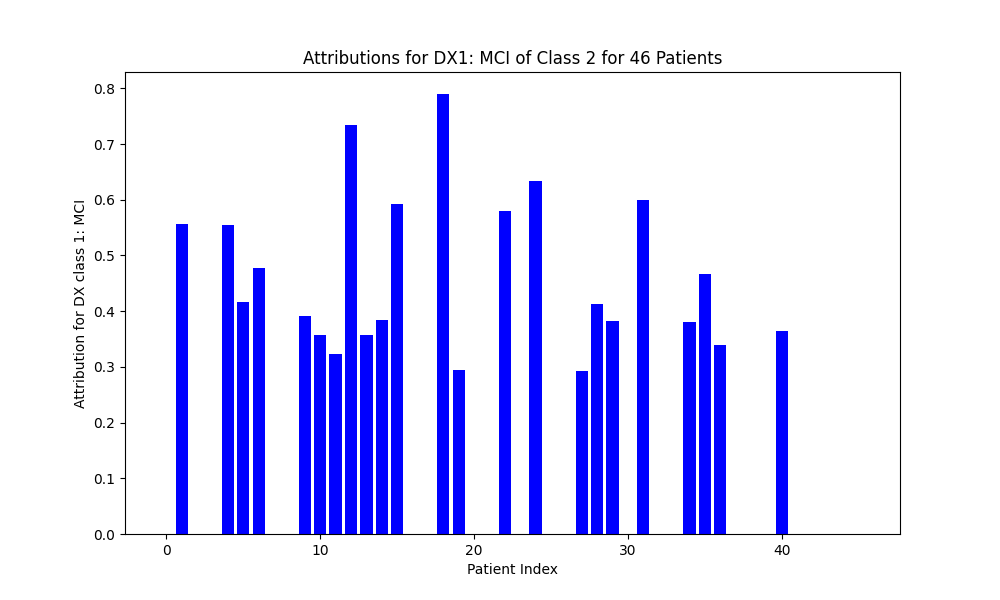 Attributions for DX1: MCI of Class 2 for 46 Patients
Attribution for DX class 1: MCI
0.8
0.7
0.6
0.5
0.4
0.3
0.2
0.1
0.0
0 10 20 30 40
Patient Index